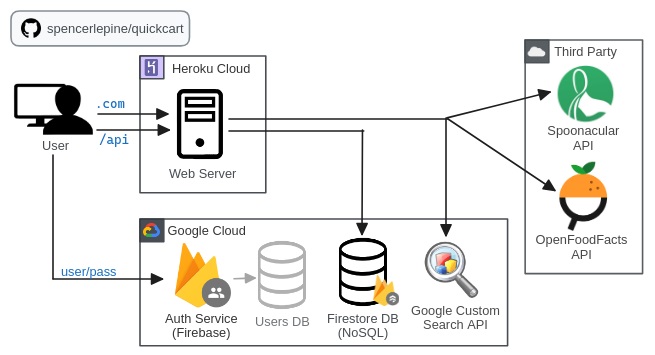 spencerlepine/quickcart
Third Party
Heroku Cloud
.com
/api
User
Web Server
Spoonacular
API
OpenFoodFacts
API
Google Cloud
user/pass
Auth Service
(Firebase)
Users DB
Firestore DB
(NoSQL)
Google Custom
Search API